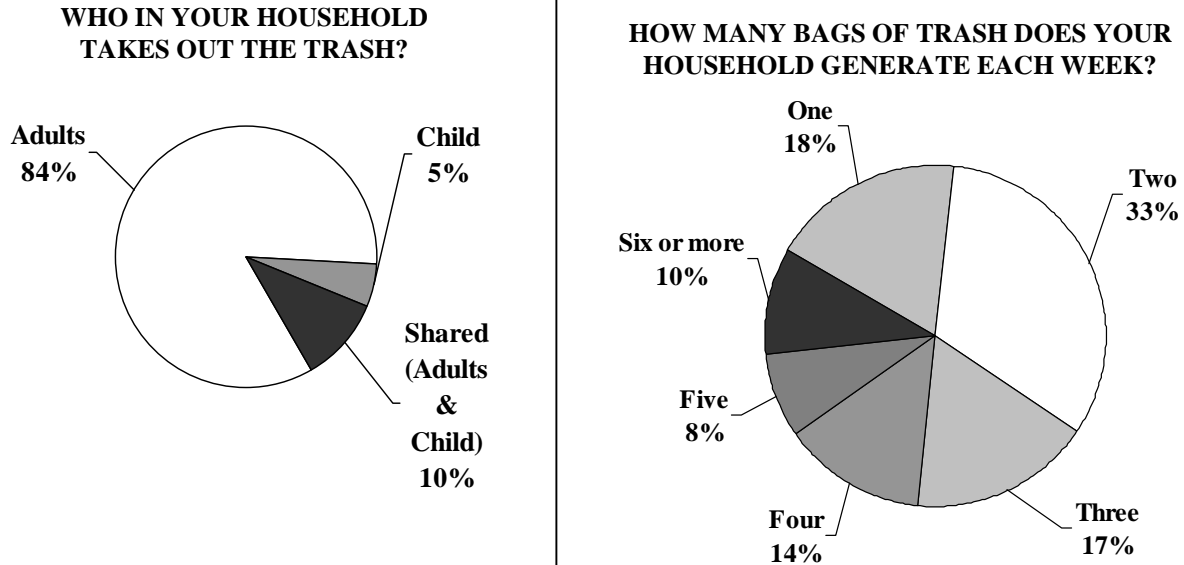 WHO IN YOUR HOUSEHOLD
TAKES OUT THE TRASH?
Adults
84%
Child
5%
Shared
(Adults
&
Child)
10%
HOW MANY BAGS OF TRASH DOES YOUR
HOUSEHOLD GENERATE EACH WEEK?
One
18%
Two
33%
Six or more
10%
Five
8%
Four
14%
Three
17%